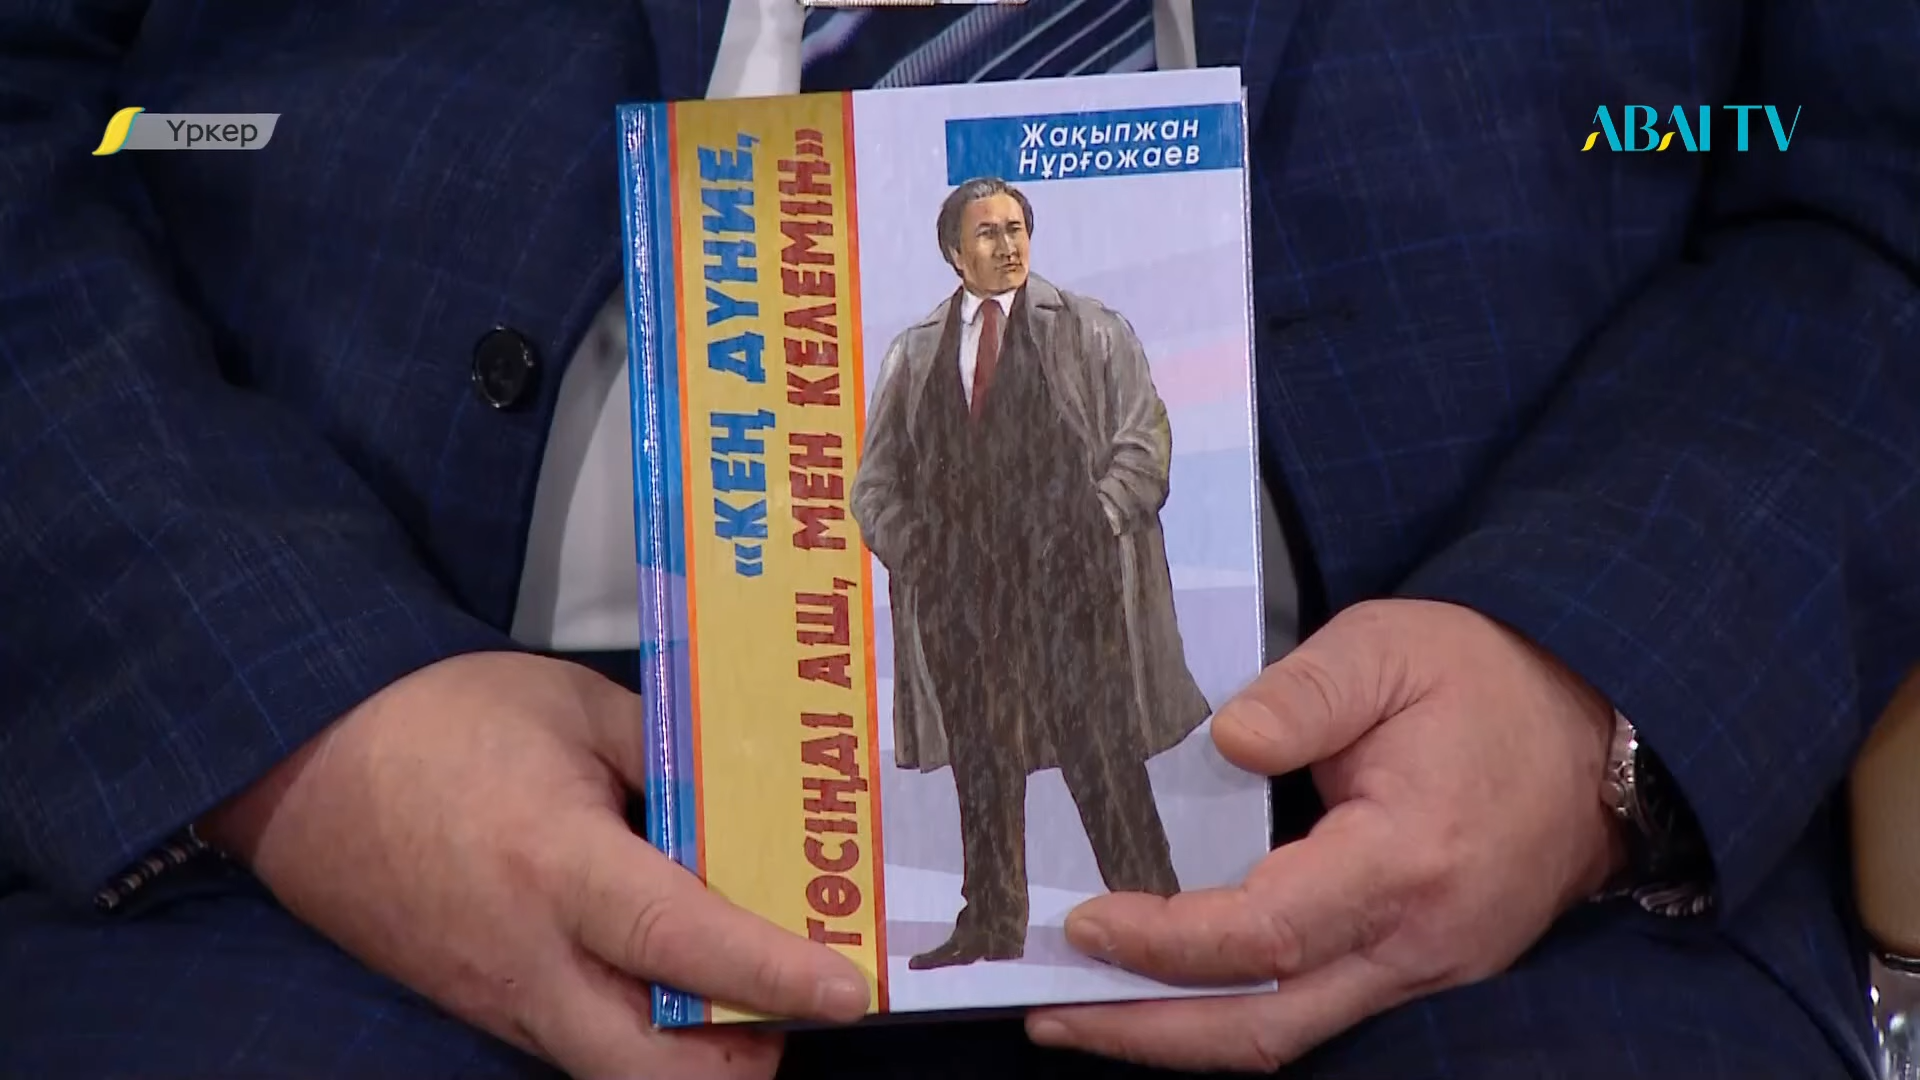 Үркер
ABAI TV
Жақыпжан
Нұрғожаев
«КЕҢ ДҮНИЕ,
ТӨСІҢДІ АШ, МЕН КЕЛЕМІН»